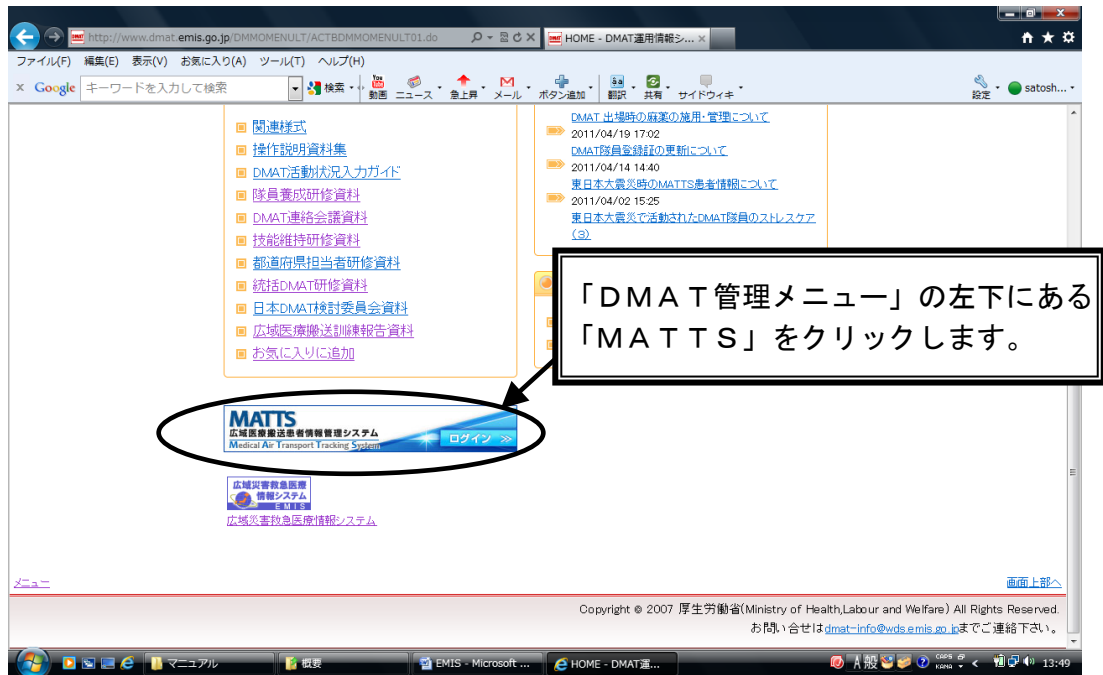 http://www.dmat.emis.go.jp/DMMOMENULT/ACTBDMMOMENULT01.do
HOME - DMAT運用情報シ...
ファイル(F) 編集(E) 表示(V) お気に入り(A) ツール(T) ヘルプ(H)
x Google キーワードを入力して検索 検索 動画 ニュース 急上昇 メール ボタン追加 翻訳 共有 サイドウィキ 設定 satosh...
関連様式
操作説明資料集
DMAT活動状況入力ガイド
隊員養成研修資料
DMAT連絡会議資料
技能維持研修資料
都道府県担当者研修資料
統括DMAT研修資料
日本DMAT検討委員会資料
広域医療搬送訓練報告資料
お気に入りに追加
DMAT 出場時の麻薬の施用・管理について
2011/04/19 17:02
DMAT隊員登録証の更新について
2011/04/14 14:40
東日本大震災時のMATTS患者情報について
2011/04/02 15:25
東日本大震災で活動されたDMAT隊員のストレスケア
(3)
「DMAT管理メニュー」の左下にある
「MATTS」をクリックします。
MATTS
広域医療搬送患者情報管理システム
Medical Air Transport Tracking System
ログイン ≫
広域災害救急医療
情報システム
EMIS
広域災害救急医療情報システム
メニュー
画面上部へ
Copyright © 2007 厚生労働省(Ministry of Health,Labour and Welfare) All Rights Reserved.
お問い合せはdmat-info@wds.emis.go.jpまでご連絡下さい。
マニュアル 概要 EMIS - Microsoft ... HOME - DMAT運... A 般 CAPS KANA 13:49